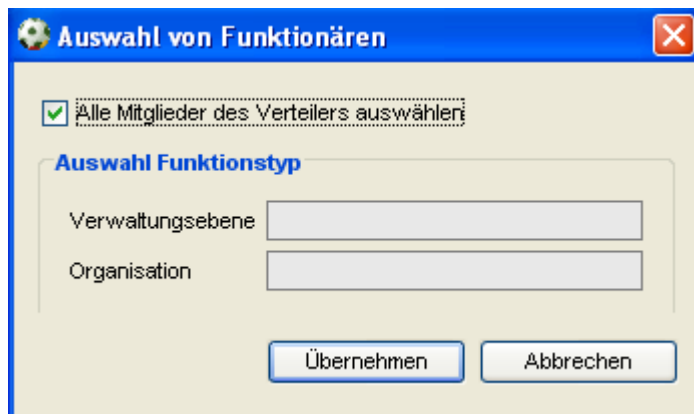 Auswahl von Funktionären
Alle Mitglieder des Verteilers auswählen
Auswahl Funktionstyp
Verwaltungsebene
Organisation
Übernehmen Abbrechen